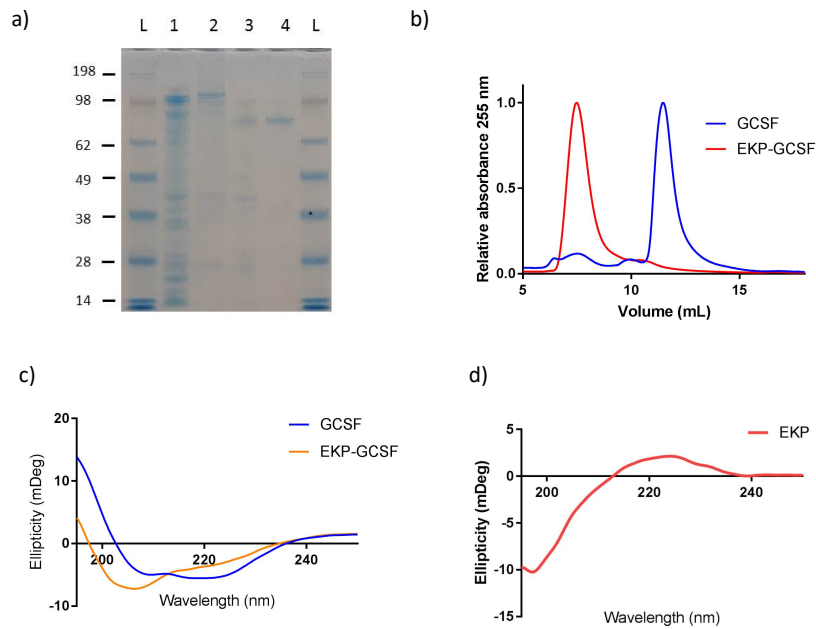 a)
L 1 2 3 4 L
198
98
62
49
38
28
14
b)
Relative absorbance 255 nm
1.0
0.5
0.0
5 10 15
Volume (mL)
GCSF
EKP-GCSF
c)
Ellipticity (mDeg)
20
10
0
-10
200 220 240
Wavelength (nm)
GCSF
EKP-GCSF
d)
Ellipticity (mDeg)
5
0
-5
-10
-15
200 220 240
Wavelength (nm)
EKP